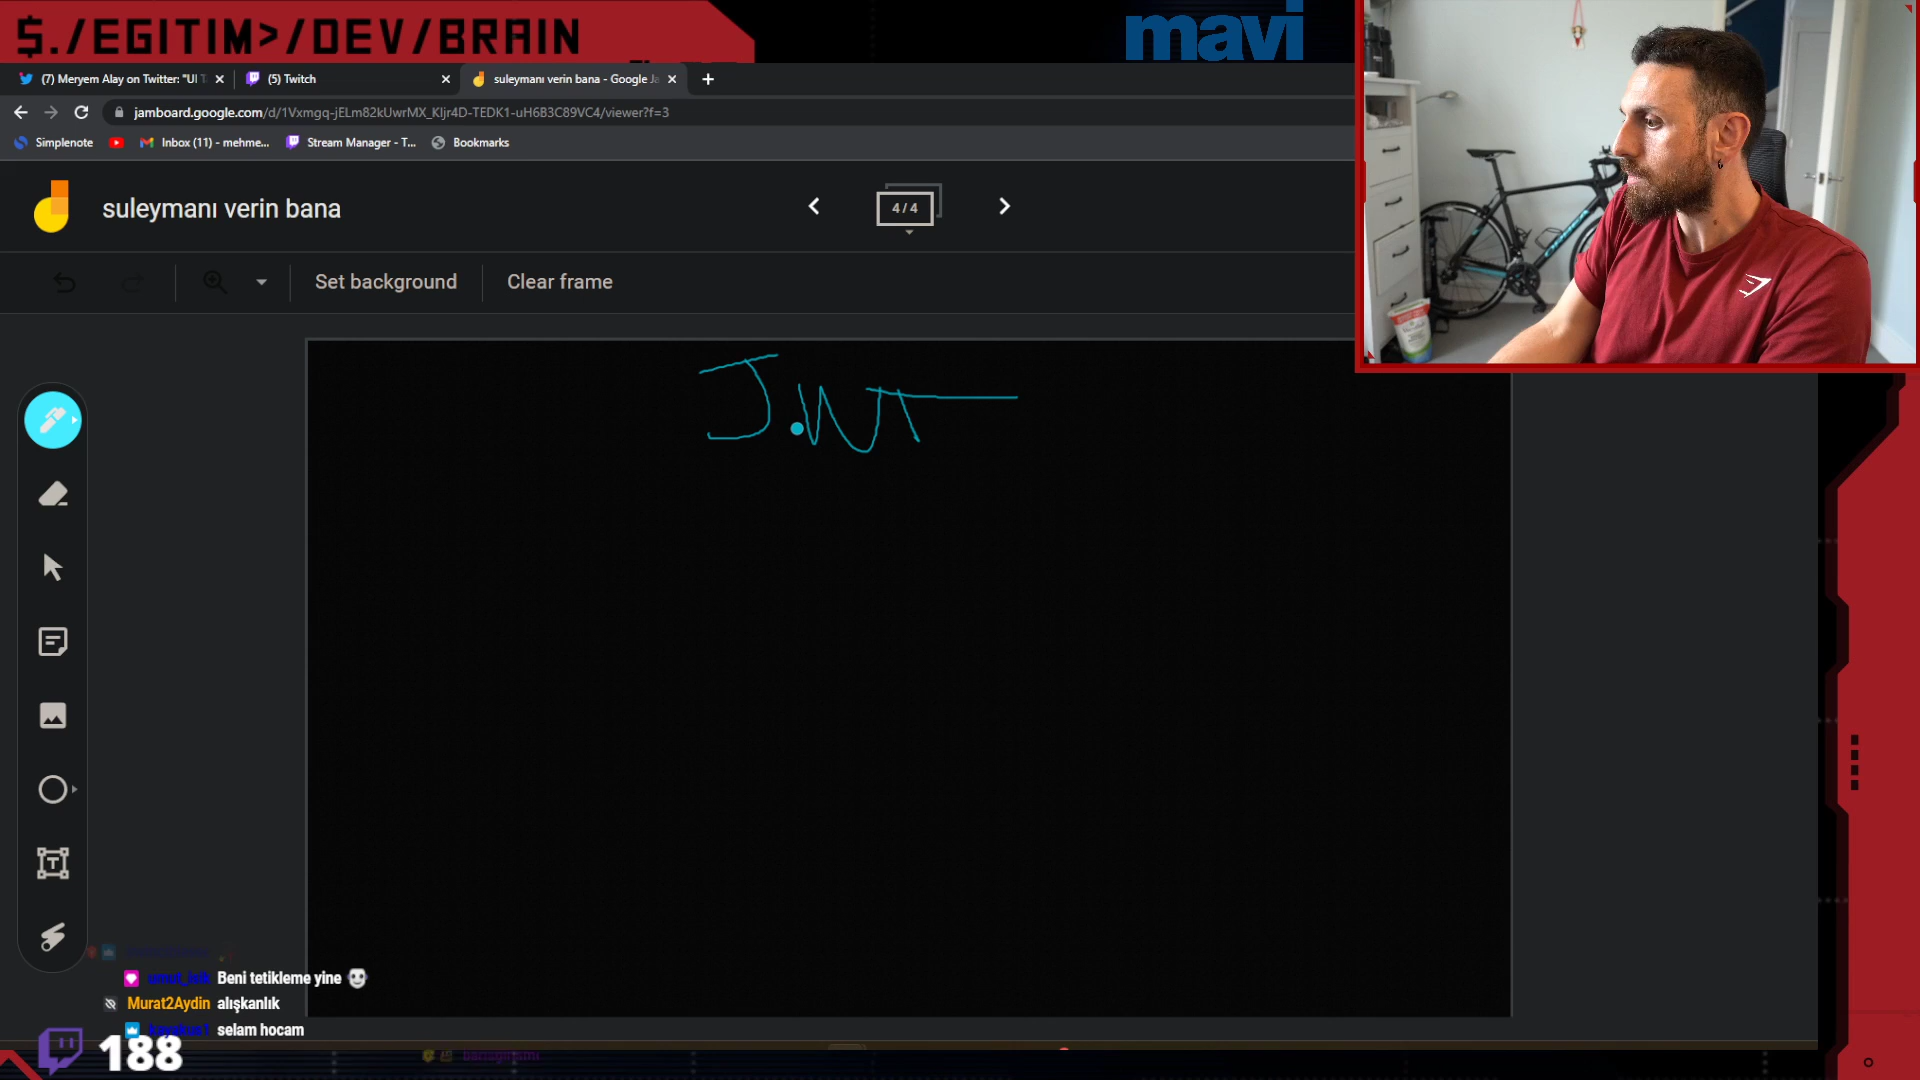 $./EGITIM>/DEV/BRAIN
mavi
(7) Meryem Alay on Twitter: "UI T
(5) Twitch
suleymanı verin bana - Google Ja
jamboard.google.com/d/1Vxmgq-jELm82kUwrMX_KIjr4D-TEDK1-uH6B3C89VC4/viewer?f=3
Simplenote
Inbox (11) - mehme...
Stream Manager - T...
Bookmarks
suleymanı verin bana
4 / 4
Set background
Clear frame
J.WT
Beni tetikleme yine
Murat2Aydin alışkanlık
selam hocam
188